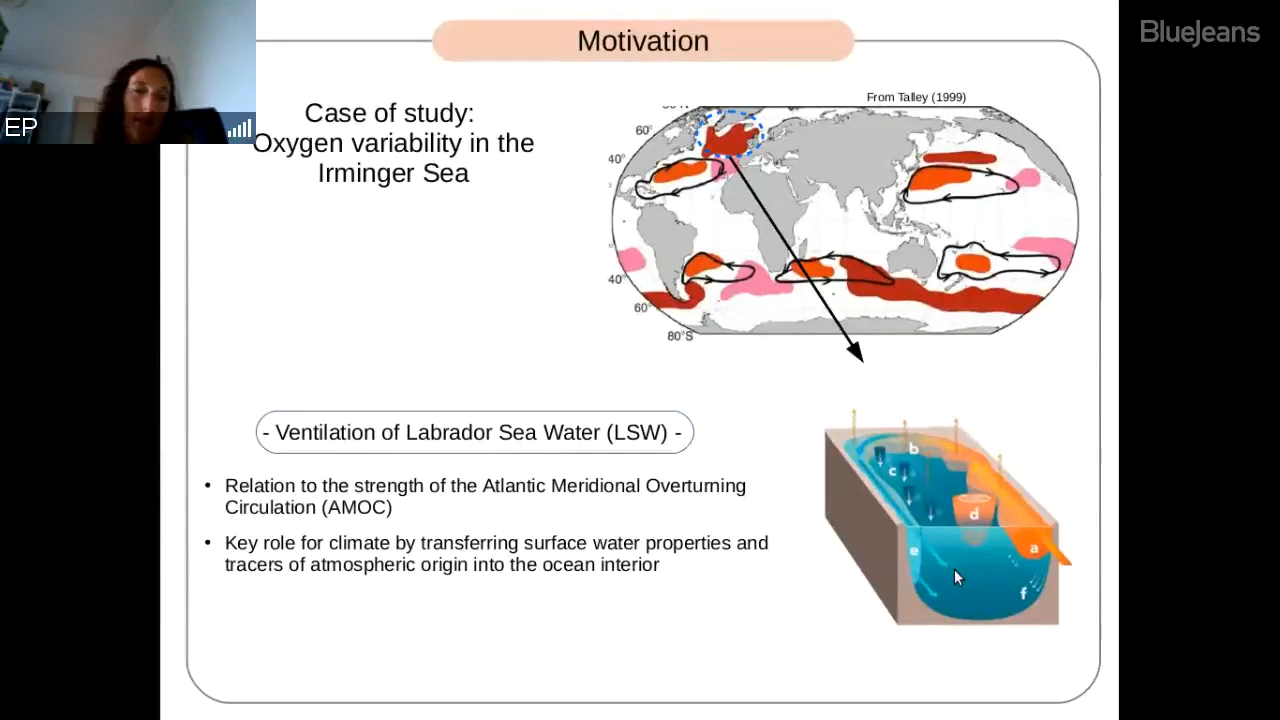 BlueJeans
Motivation
EP
Case of study:
Oxygen variability in the
Irminger Sea
From Talley (1999)
60°
40°
40°
60°
80°S
- Ventilation of Labrador Sea Water (LSW) -
• Relation to the strength of the Atlantic Meridional Overturning
Circulation (AMOC)
• Key role for climate by transferring surface water properties and
tracers of atmospheric origin into the ocean interior
b
c
d
e
a
f